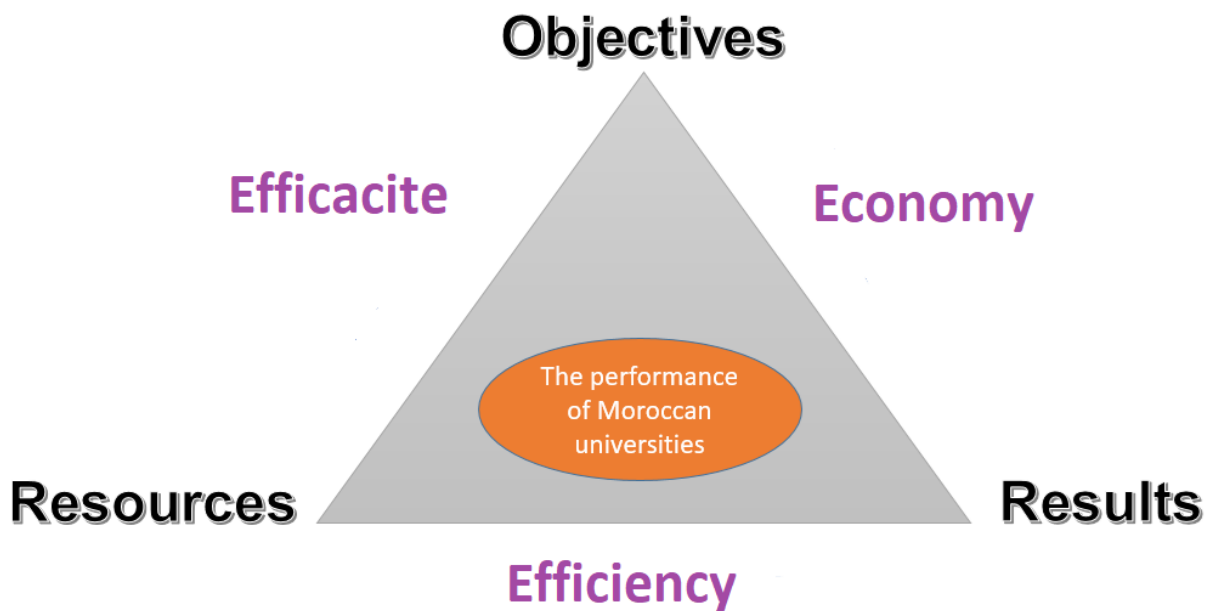 Objectives
Efficacite
Economy
The performance
of Moroccan
universities
Resources
Results
Efficiency